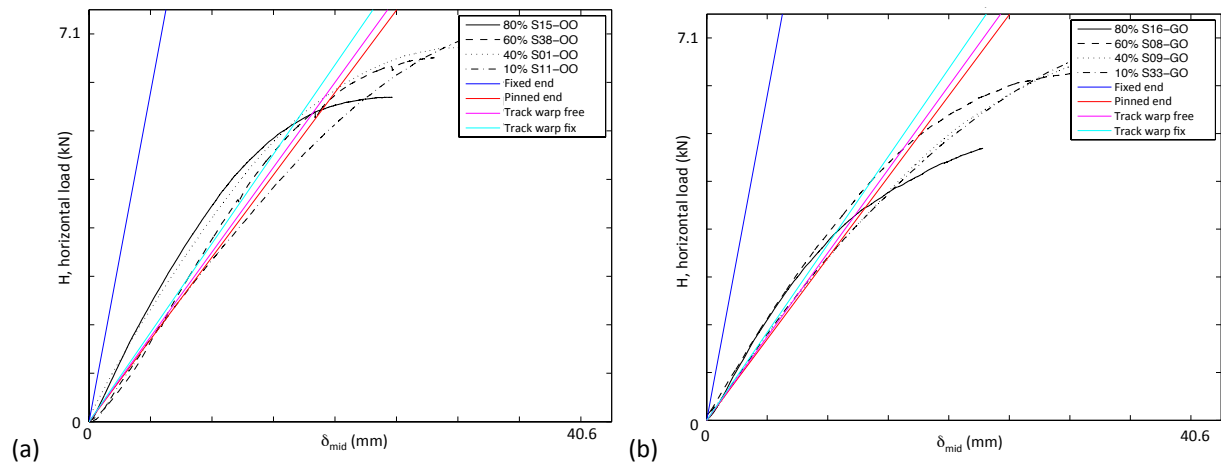 7.1
H, horizontal load (kN)
0
0
δmid (mm)
40.6
80% S15−OO
60% S38−OO
40% S01−OO
10% S11−OO
Fixed end
Pinned end
Track warp free
Track warp fix
(a)
7.1
H, horizontal load (kN)
0
0
δmid (mm)
40.6
80% S16−GO
60% S08−GO
40% S09−GO
10% S33−GO
Fixed end
Pinned end
Track warp free
Track warp fix
(b)